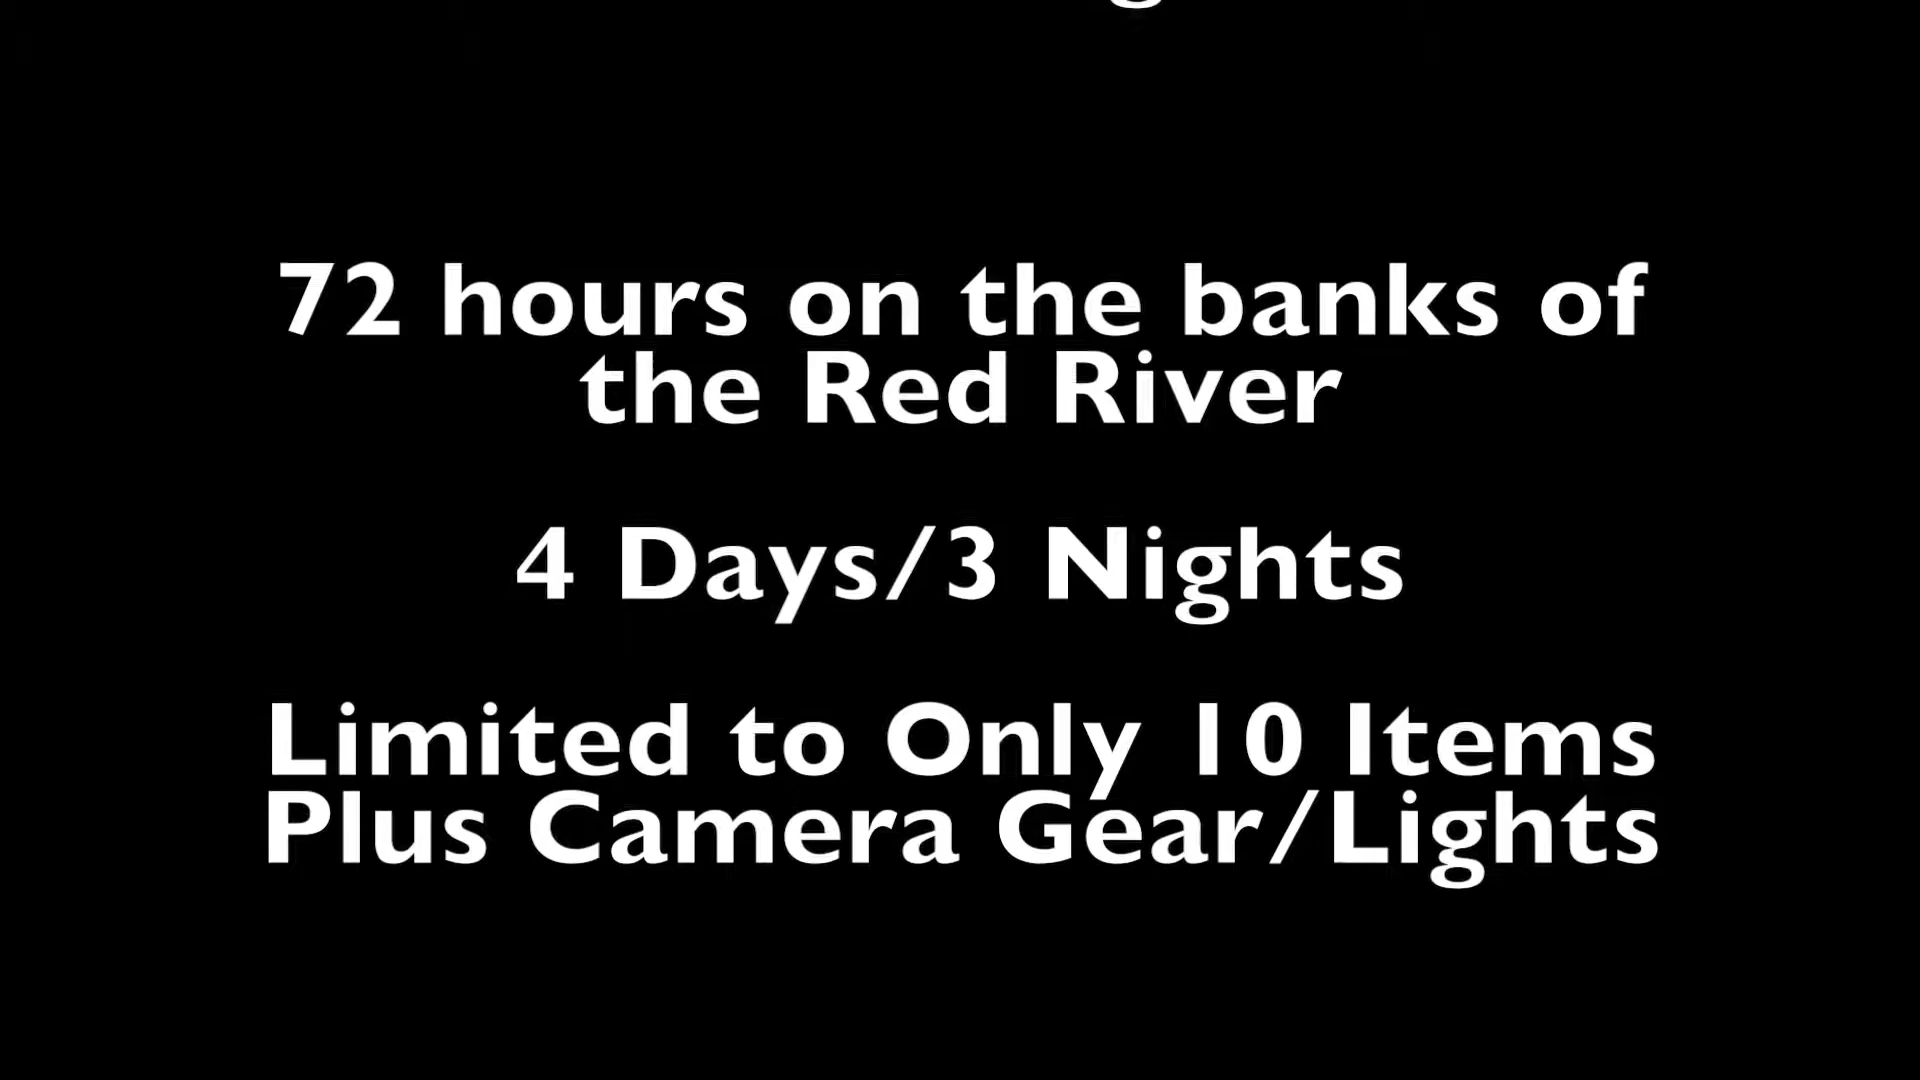 72 hours on the banks of
the Red River
4 Days/3 Nights
Limited to Only 10 Items
Plus Camera Gear/Lights